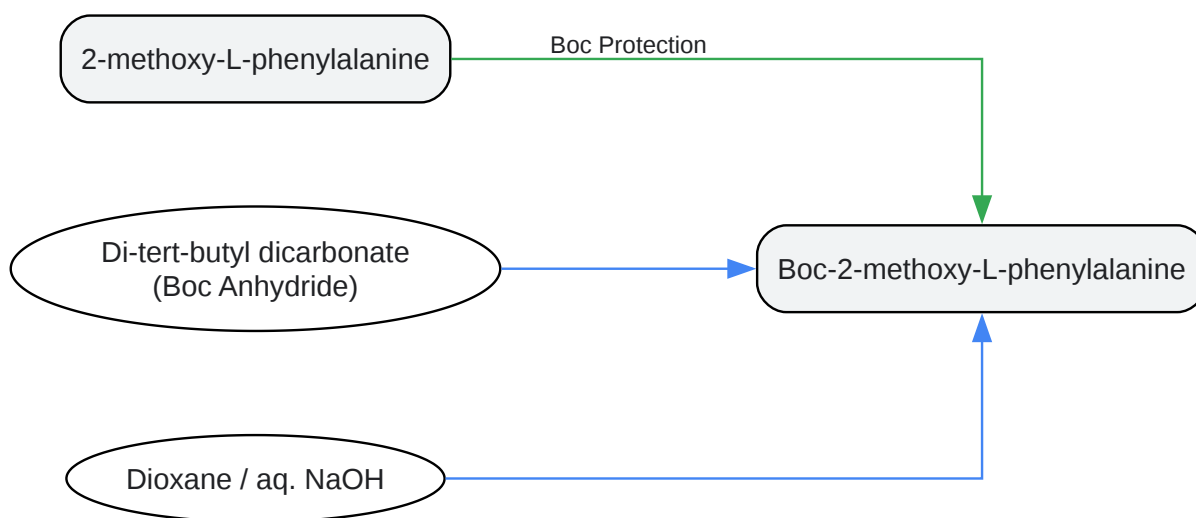 2-methoxy-L-phenylalanine
Boc Protection
Di-tert-butyl dicarbonate
(Boc Anhydride)
Boc-2-methoxy-L-phenylalanine
Dioxane / aq. NaOH